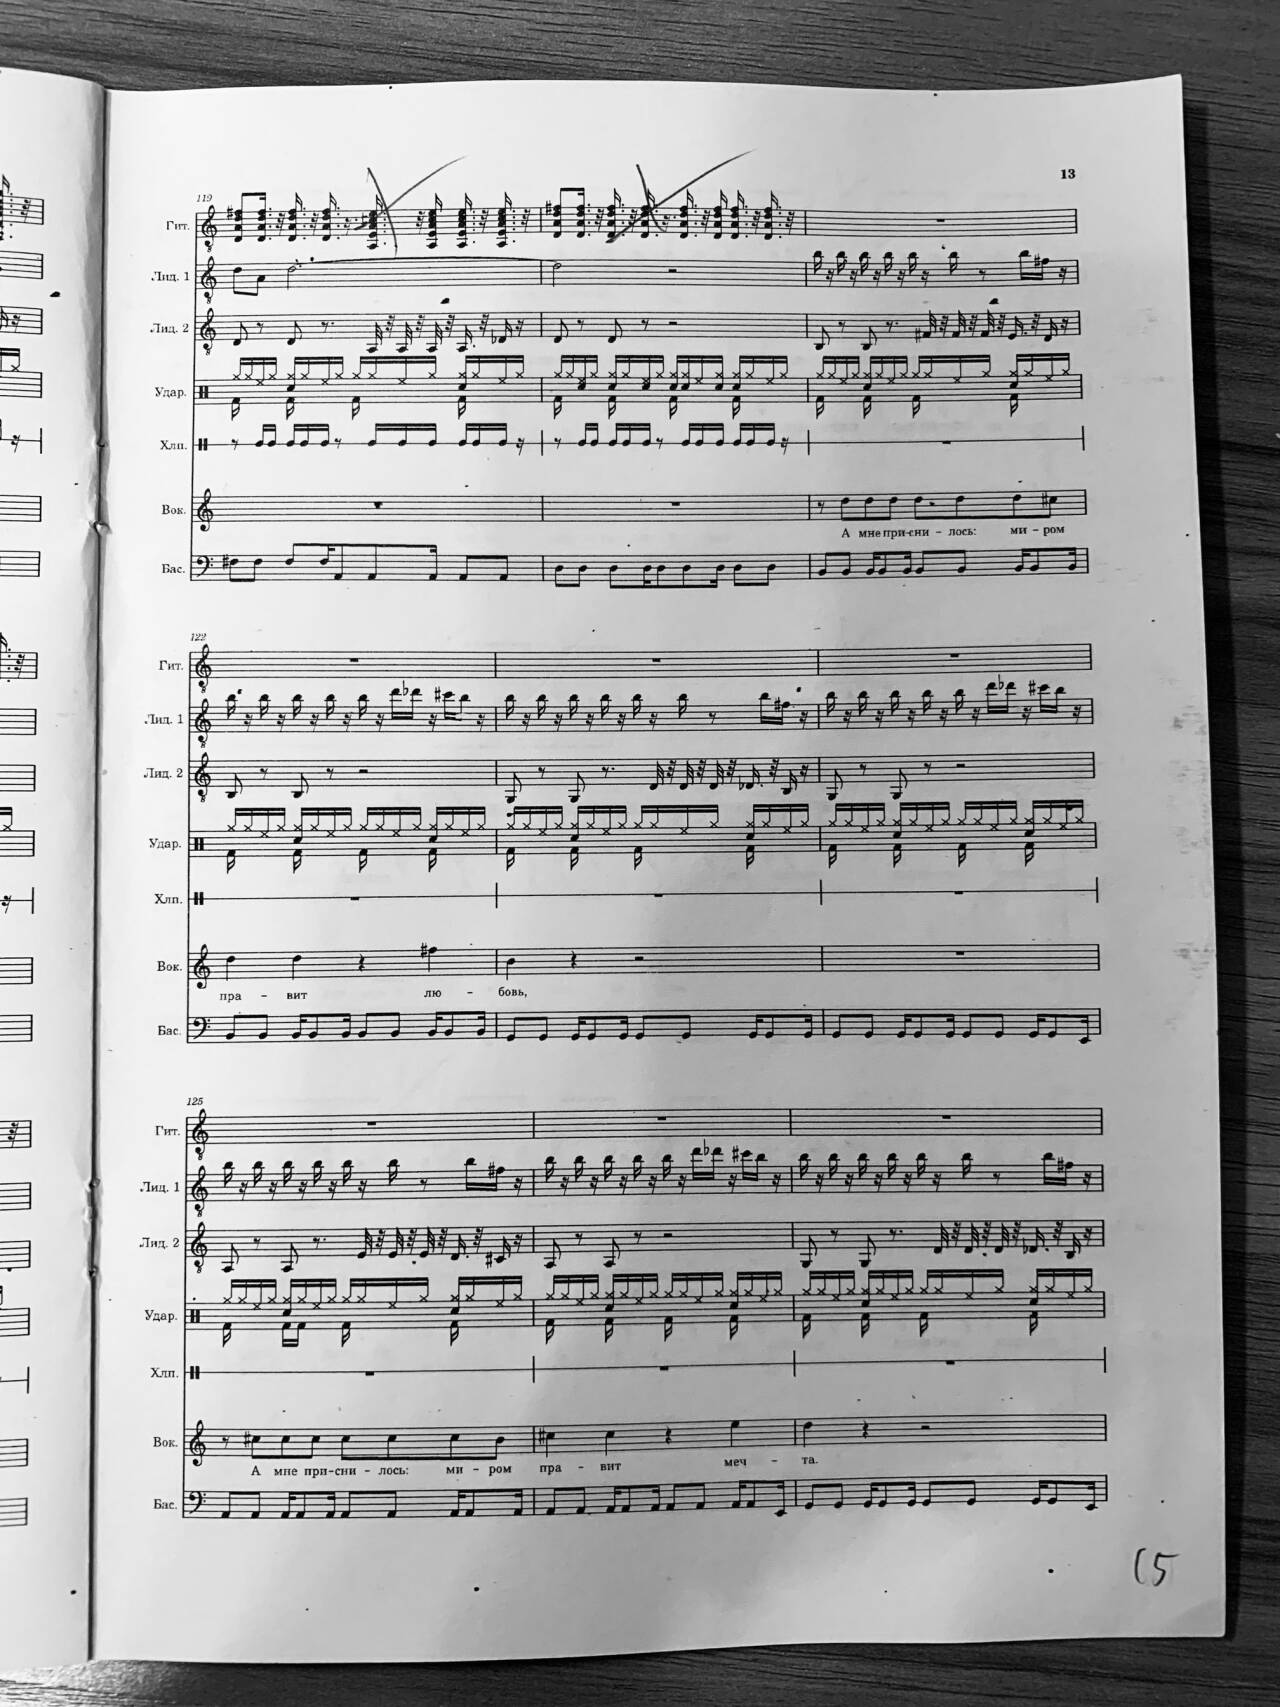 13
119
Гит.
Лид. 1
Лид. 2
Удар.
Хлп.
Вок.
А мне при-сни - лось: ми - ром
Бас.
122
Гит.
Лид. 1
Лид. 2
Удар.
Хлп.
Вок.
пра - вит лю - бовь,
Бас.
125
Гит.
Лид. 1
Лид. 2
Удар.
Хлп.
Вок.
А мне при-сни - лось: ми - ром пра - вит меч - та.
Бас.
15